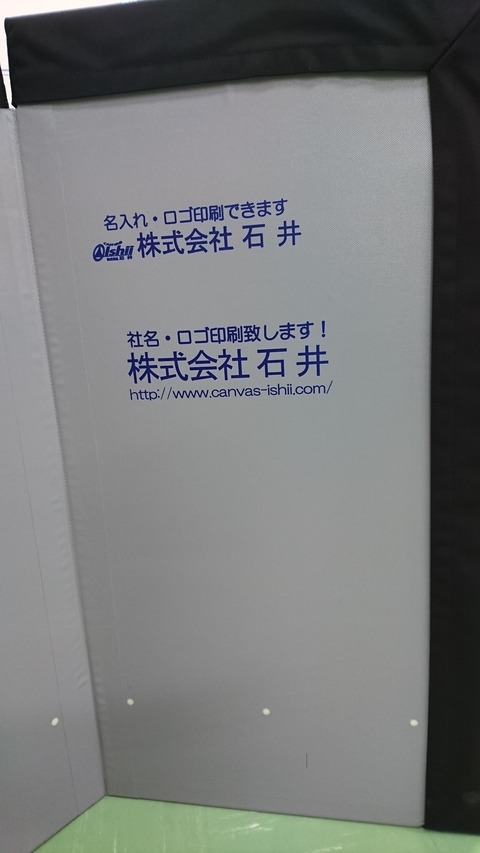 名入れ・ロゴ印刷できます
Ishii 株式会社 石 井
社名・ロゴ印刷致します！
株式会社 石 井
http://www.canvas-ishii.com/